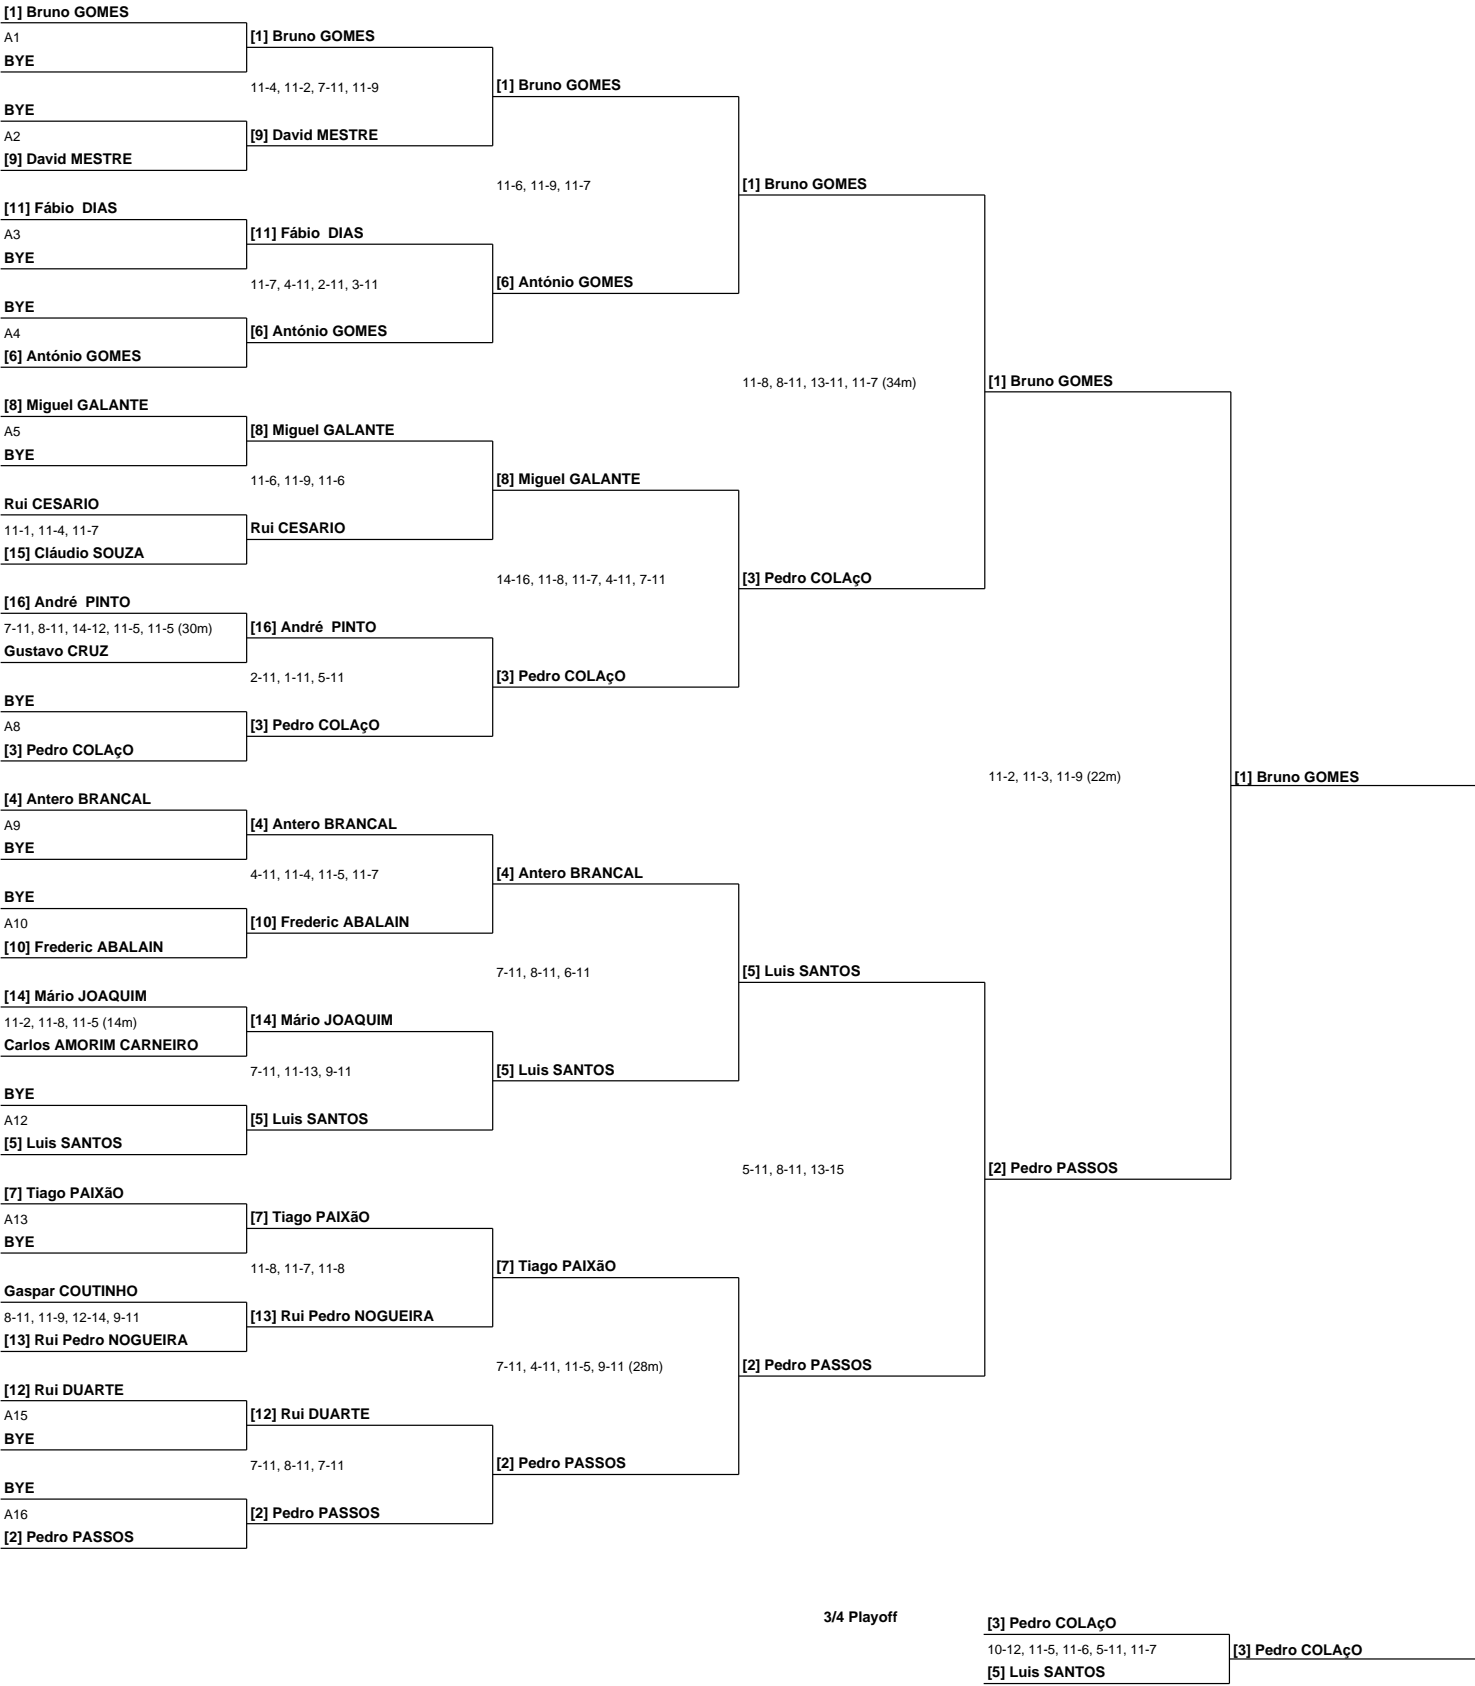 [1] Bruno GOMES
A1
[1] Bruno GOMES
BYE
11-4, 11-2, 7-11, 11-9
[1] Bruno GOMES
BYE
A2
[9] David MESTRE
[9] David MESTRE
11-6, 11-9, 11-7
[1] Bruno GOMES
[11] Fábio  DIAS
A3
[11] Fábio  DIAS
BYE
11-7, 4-11, 2-11, 3-11
[6] António GOMES
BYE
A4
[6] António GOMES
[6] António GOMES
11-8, 8-11, 13-11, 11-7 (34m)
[1] Bruno GOMES
[8] Miguel GALANTE
A5
[8] Miguel GALANTE
BYE
11-6, 11-9, 11-6
[8] Miguel GALANTE
Rui CESARIO
11-1, 11-4, 11-7
Rui CESARIO
[15] Cláudio SOUZA
14-16, 11-8, 11-7, 4-11, 7-11
[3] Pedro COLAçO
[16] André  PINTO
7-11, 8-11, 14-12, 11-5, 11-5 (30m)
[16] André  PINTO
Gustavo CRUZ
2-11, 1-11, 5-11
[3] Pedro COLAçO
BYE
A8
[3] Pedro COLAçO
[3] Pedro COLAçO
11-2, 11-3, 11-9 (22m)
[1] Bruno GOMES
[4] Antero BRANCAL
A9
[4] Antero BRANCAL
BYE
4-11, 11-4, 11-5, 11-7
[4] Antero BRANCAL
BYE
A10
[10] Frederic ABALAIN
[10] Frederic ABALAIN
7-11, 8-11, 6-11
[5] Luis SANTOS
[14] Mário JOAQUIM
11-2, 11-8, 11-5 (14m)
[14] Mário JOAQUIM
Carlos AMORIM CARNEIRO
7-11, 11-13, 9-11
[5] Luis SANTOS
BYE
A12
[5] Luis SANTOS
[5] Luis SANTOS
5-11, 8-11, 13-15
[2] Pedro PASSOS
[7] Tiago PAIXãO
A13
[7] Tiago PAIXãO
BYE
11-8, 11-7, 11-8
[7] Tiago PAIXãO
Gaspar COUTINHO
8-11, 11-9, 12-14, 9-11
[13] Rui Pedro NOGUEIRA
[13] Rui Pedro NOGUEIRA
7-11, 4-11, 11-5, 9-11 (28m)
[2] Pedro PASSOS
[12] Rui DUARTE
A15
[12] Rui DUARTE
BYE
7-11, 8-11, 7-11
[2] Pedro PASSOS
BYE
A16
[2] Pedro PASSOS
[2] Pedro PASSOS
3/4 Playoff
[3] Pedro COLAçO
10-12, 11-5, 11-6, 5-11, 11-7
[3] Pedro COLAçO
[5] Luis SANTOS